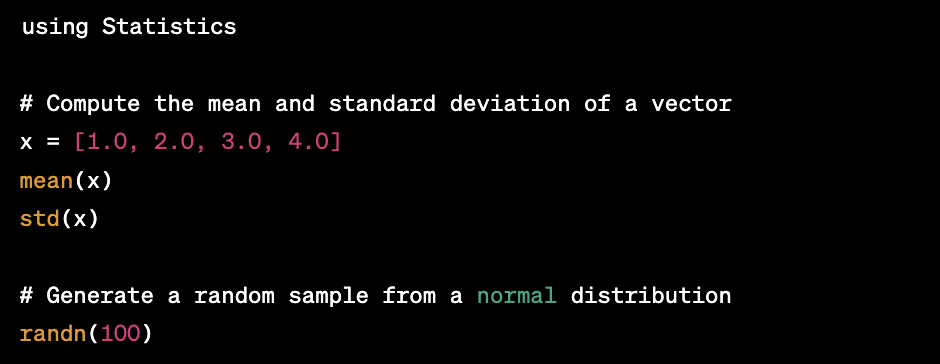 using Statistics
# Compute the mean and standard deviation of a vector
x = [1.0, 2.0, 3.0, 4.0]
mean(x)
std(x)
# Generate a random sample from a normal distribution
randn(100)